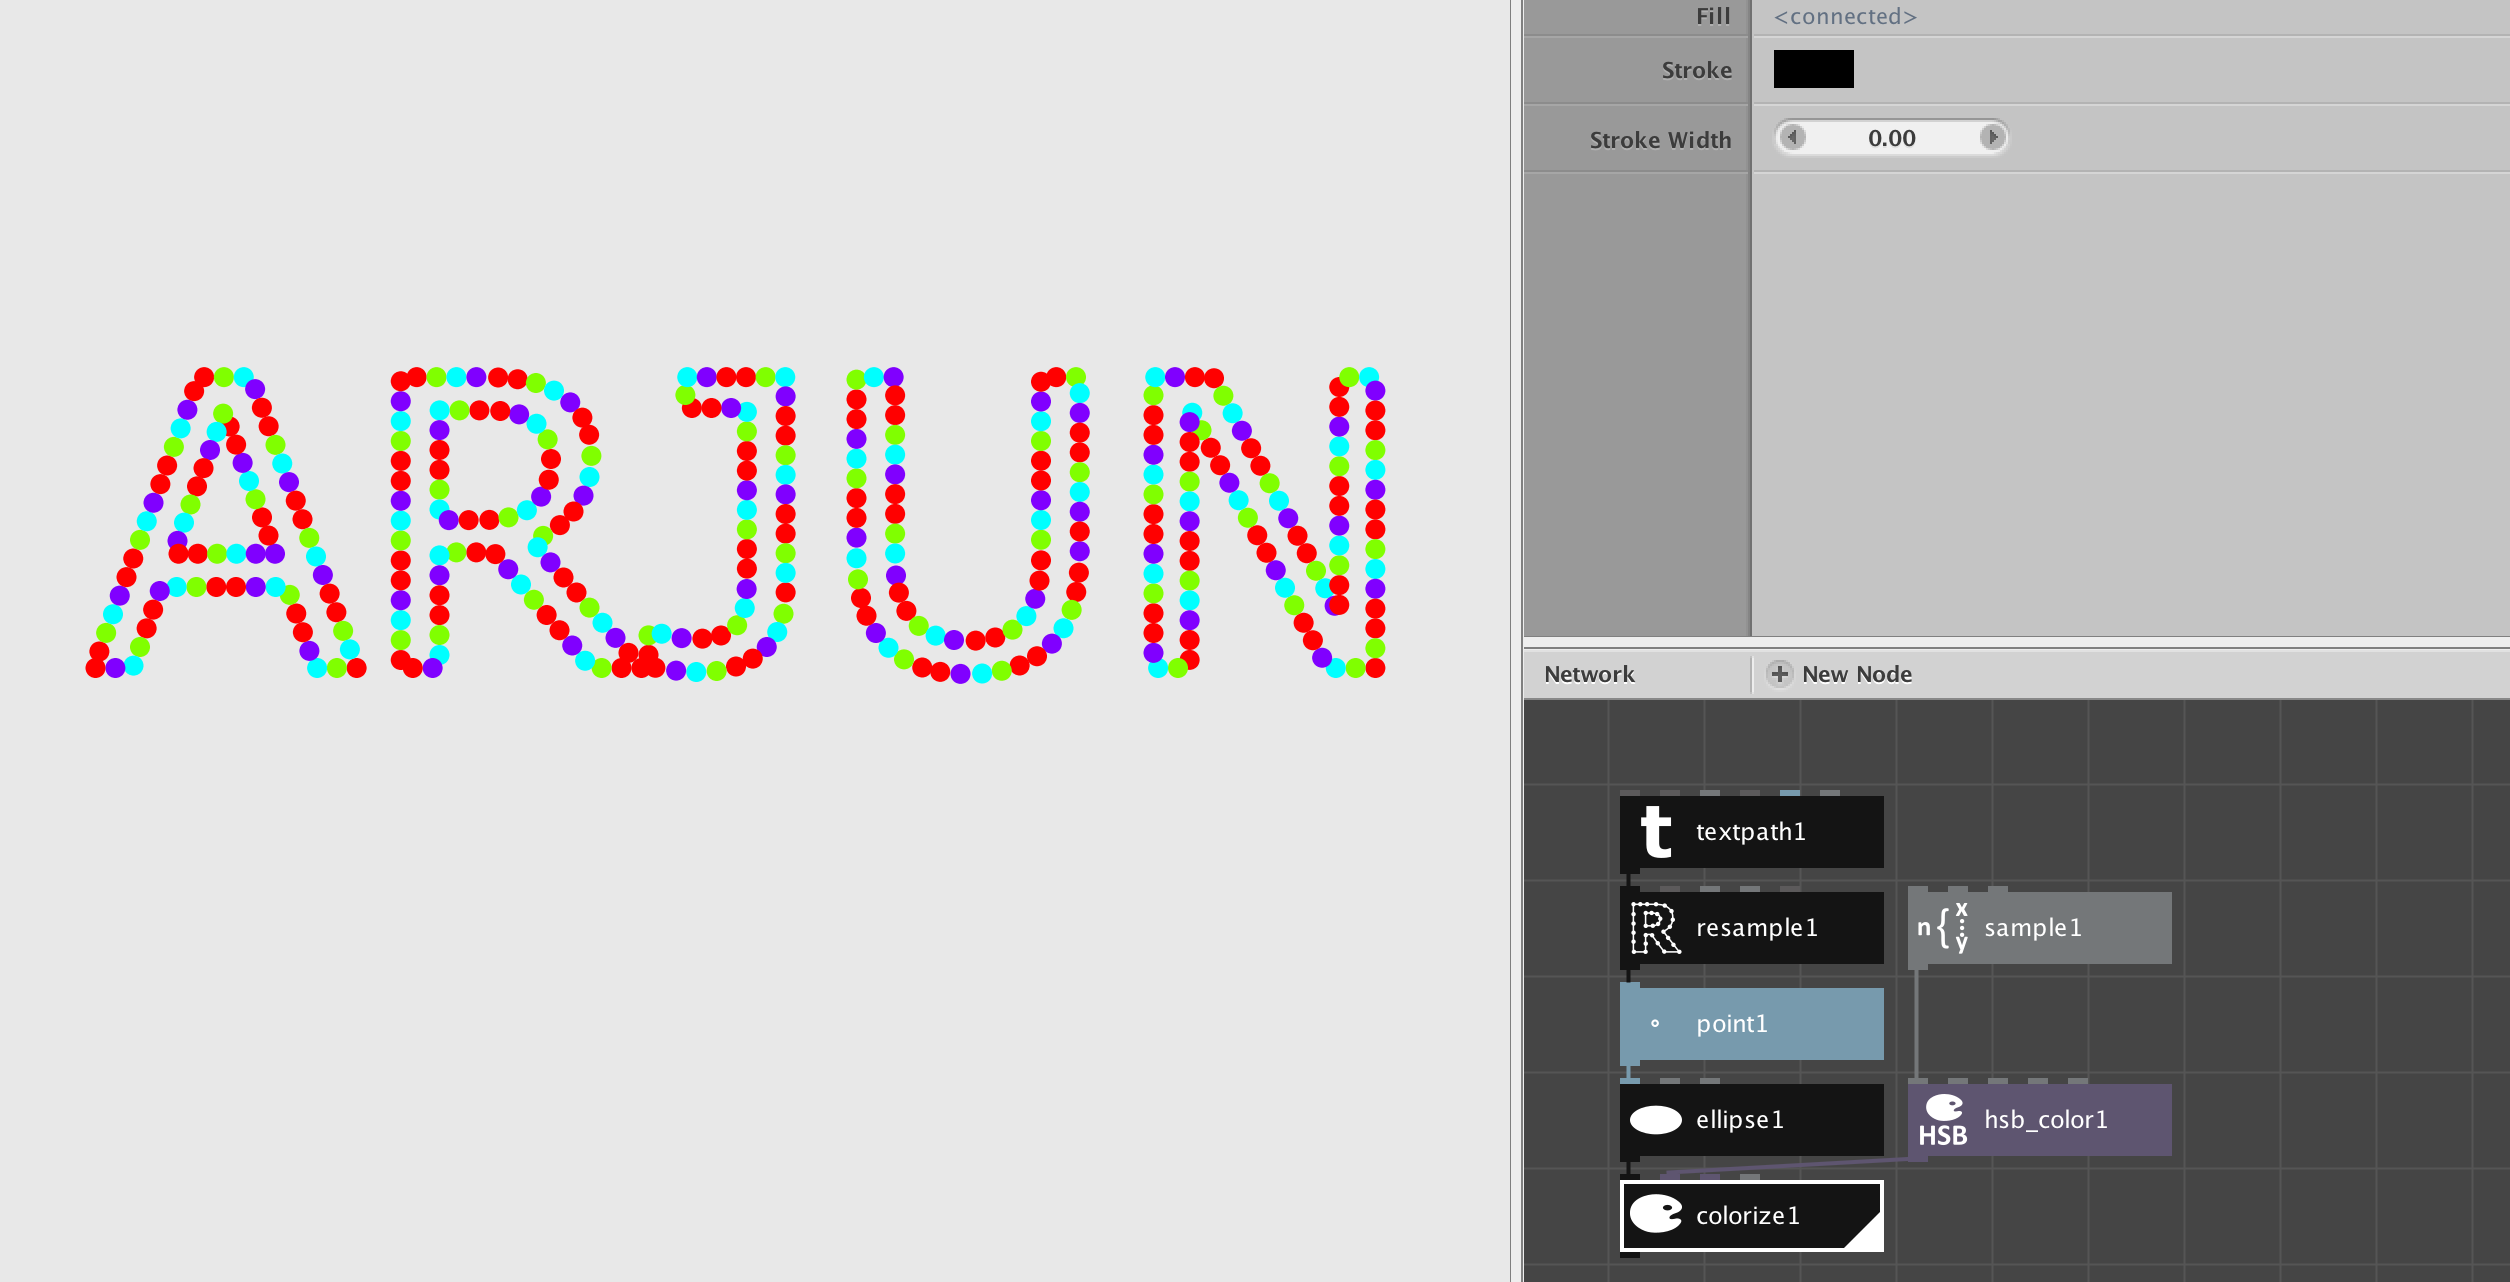 ARJUN
Fill <connected>
Stroke
Stroke Width 0.00
Network New Node
t textpath1
R resample1
n{ x y sample1
point1
ellipse1
HSB hsb_color1
colorize1